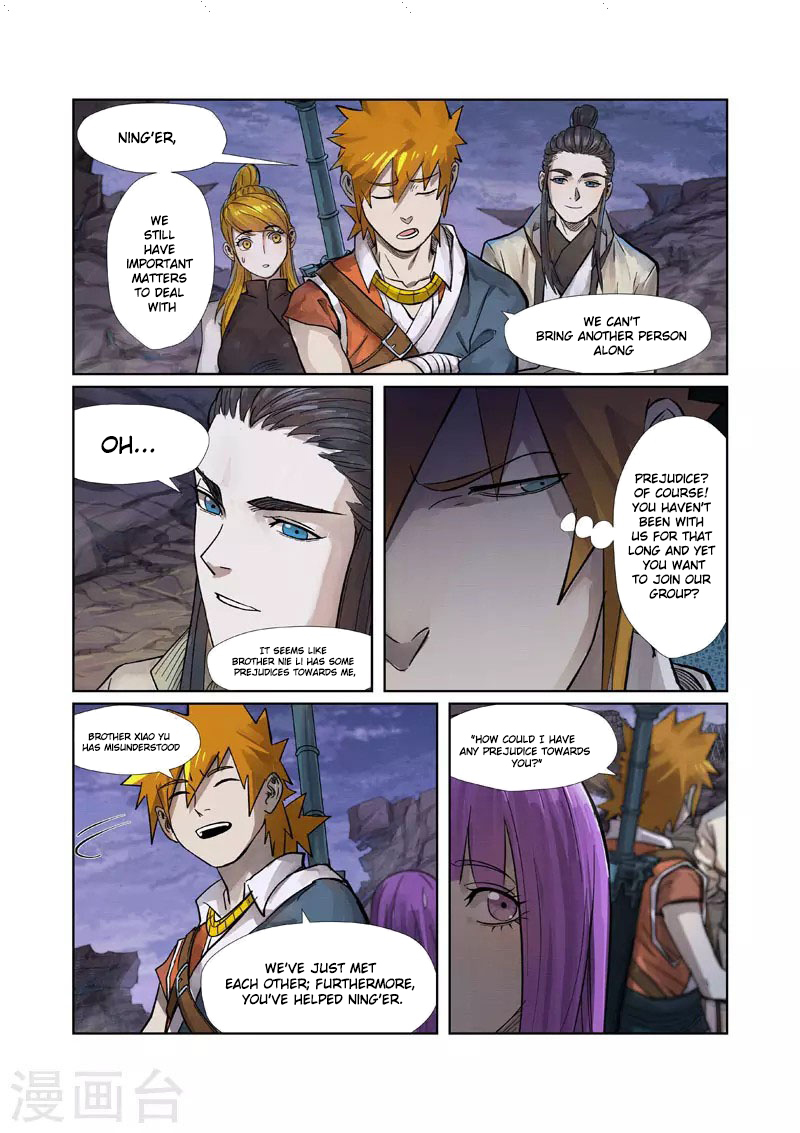 NING'ER,
WE
STILL
HAVE
IMPORTANT
MATTERS
TO DEAL
WITH
WE CAN'T
BRING ANOTHER PERSON
ALONG
OH...
IT SEEMS LIKE
BROTHER NIE LI HAS SOME
PREJUDICES TOWARDS ME,
PREJUDICE?
OF COURSE!
YOU HAVEN'T
BEEN WITH
US FOR THAT
LONG AND YET
YOU WANT
TO JOIN OUR
GROUP?
BROTHER XIAO YU
HAS MISUNDERSTOOD
WE'VE JUST MET
EACH OTHER; FURTHERMORE,
YOU'VE HELPED NING'ER.
"HOW COULD I HAVE
ANY PREJUDICE TOWARDS
YOU?"
漫画台